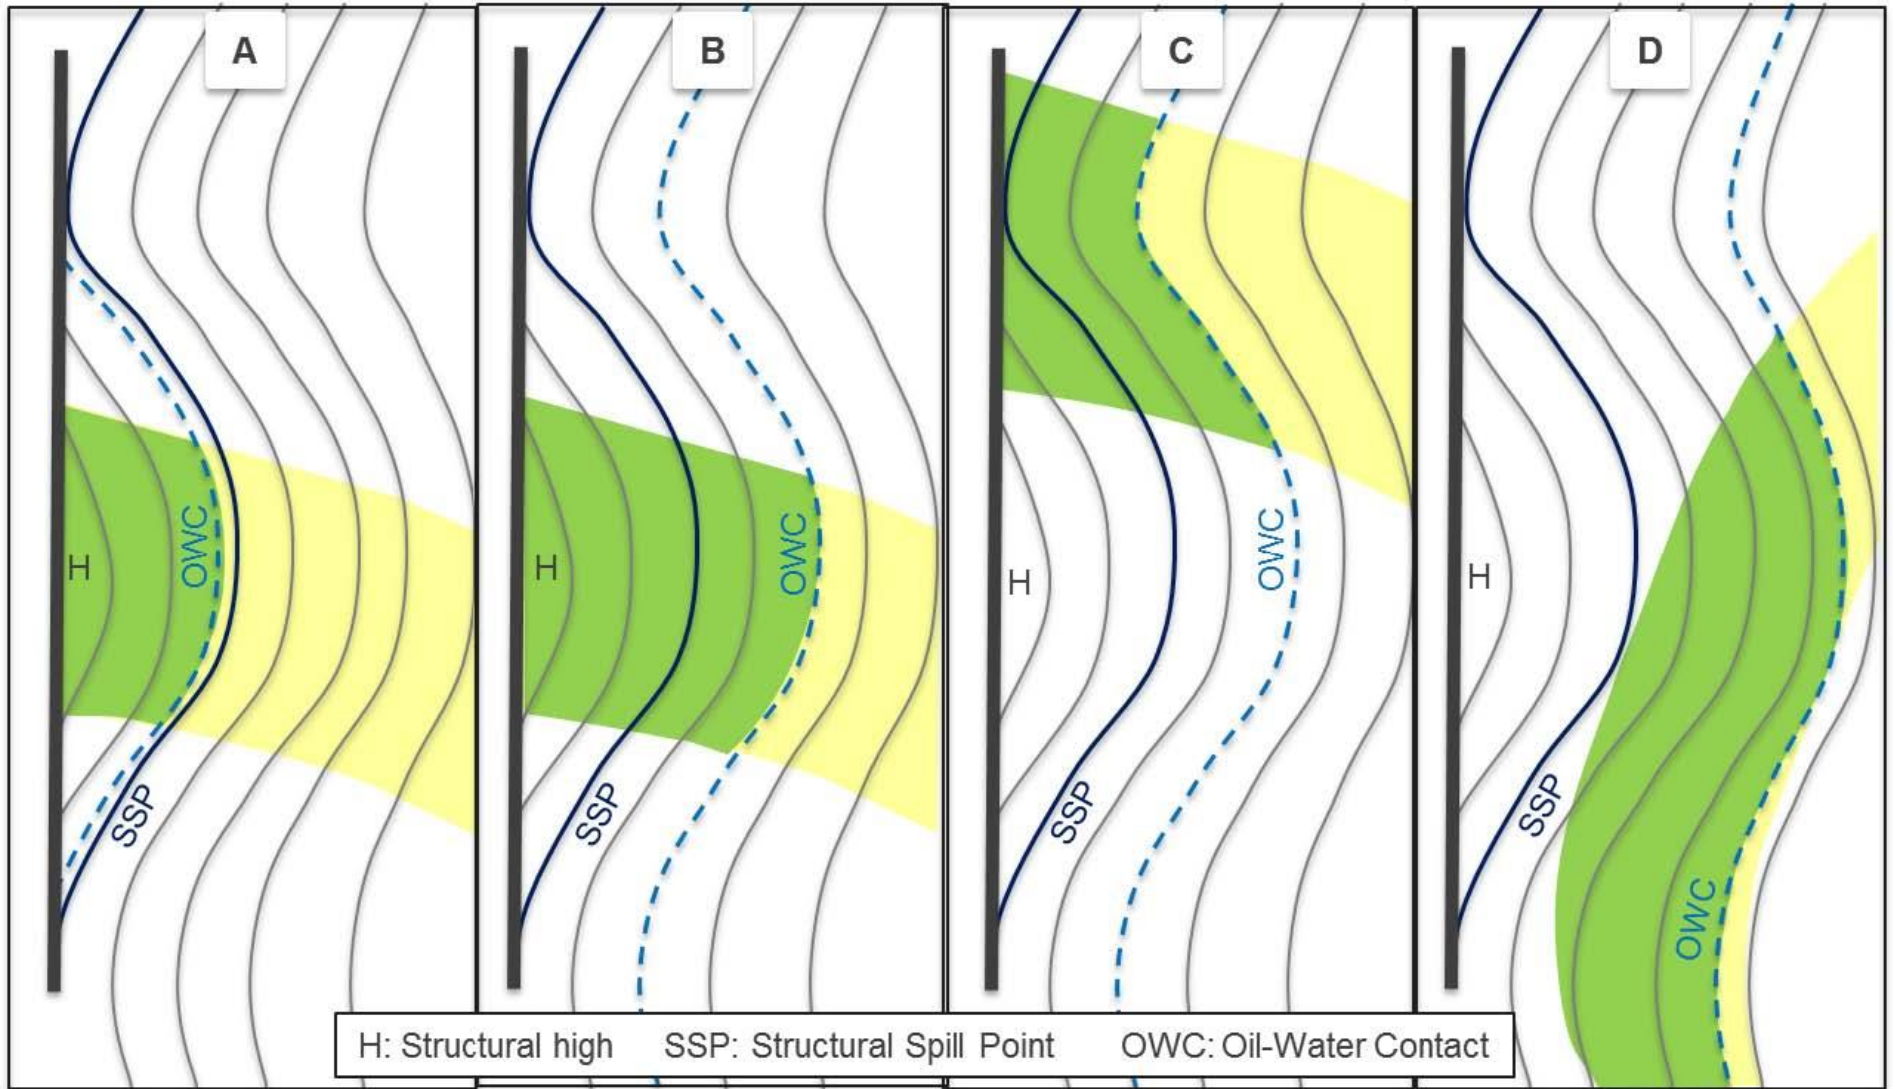 A
B
C
D
H
OWC
SSP
H
OWC
SSP
H
OWC
SSP
H
SSP
OWC
H: Structural high SSP: Structural Spill Point OWC: Oil-Water Contact